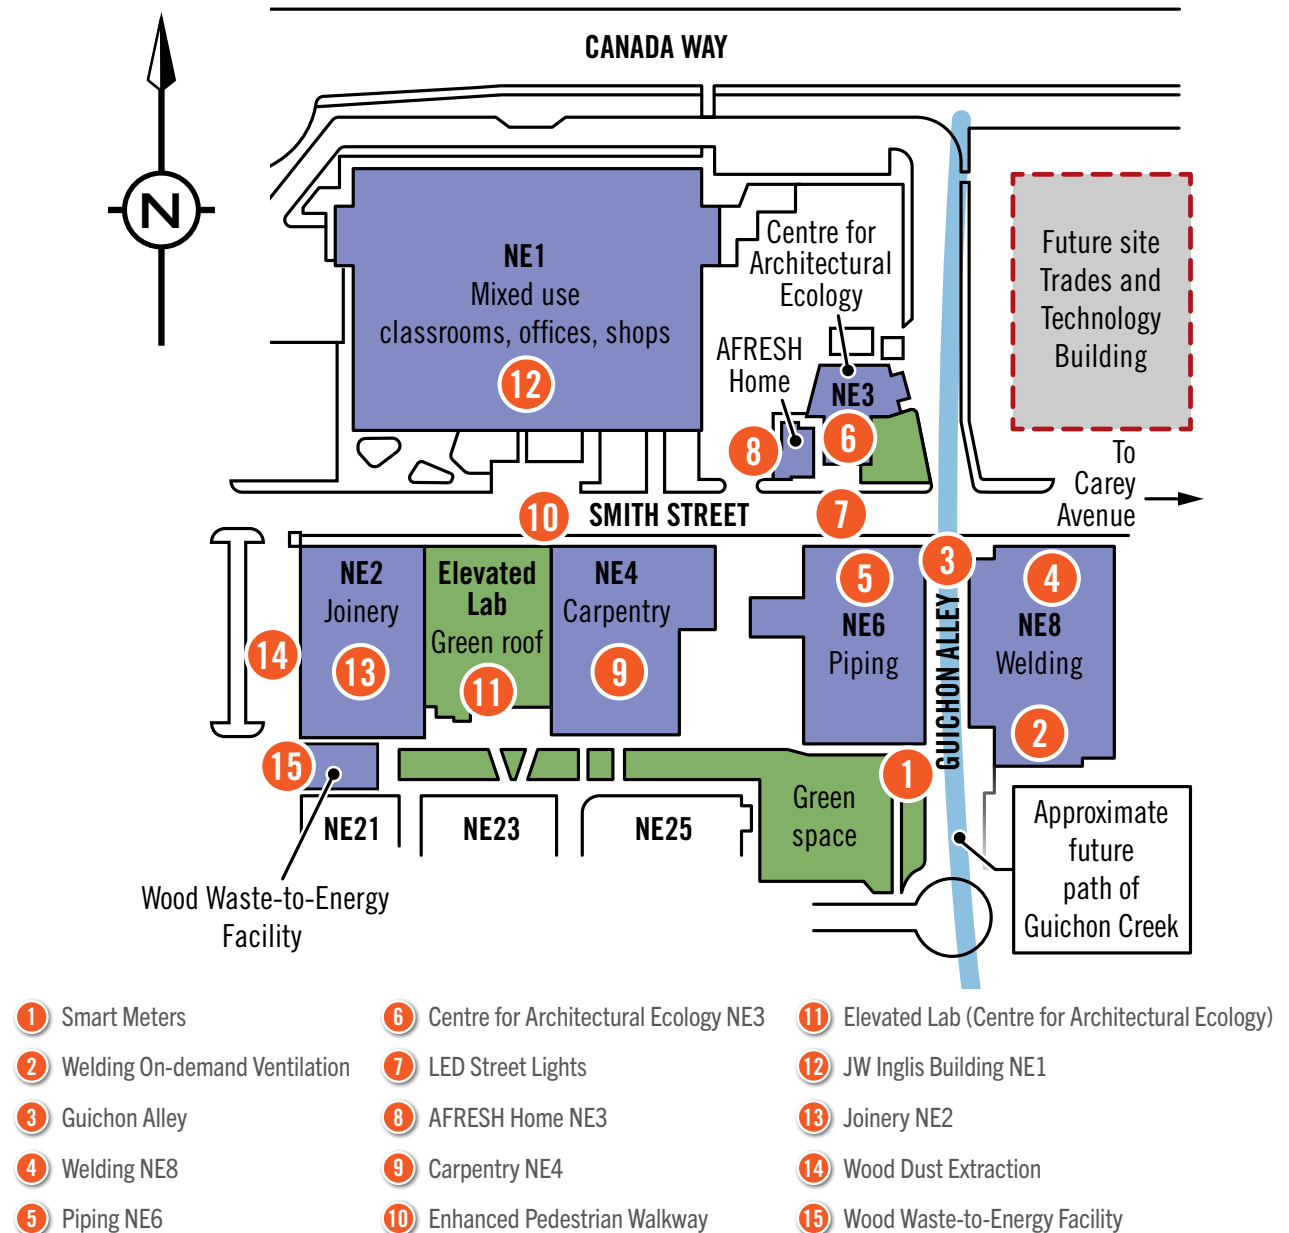 CANADA WAY
N
NE1
Mixed use
classrooms, offices, shops
12
Centre for
Architectural
Ecology
AFRESH
Home
NE3
6
8
Future site
Trades and
Technology
Building
To
Carey
Avenue
10
SMITH STREET
7
NE2
Joinery
13
14
Elevated
Lab
Green roof
11
NE4
Carpentry
9
5
NE6
Piping
3
GUICHON ALLEY
4
NE8
Welding
2
15
1
NE21
NE23
NE25
Green
space
Approximate
future
path of
Guichon Creek
Wood Waste-to-Energy
Facility
1 Smart Meters
2 Welding On-demand Ventilation
3 Guichon Alley
4 Welding NE8
5 Piping NE6
6 Centre for Architectural Ecology NE3
7 LED Street Lights
8 AFRESH Home NE3
9 Carpentry NE4
10 Enhanced Pedestrian Walkway
11 Elevated Lab (Centre for Architectural Ecology)
12 JW Inglis Building NE1
13 Joinery NE2
14 Wood Dust Extraction
15 Wood Waste-to-Energy Facility